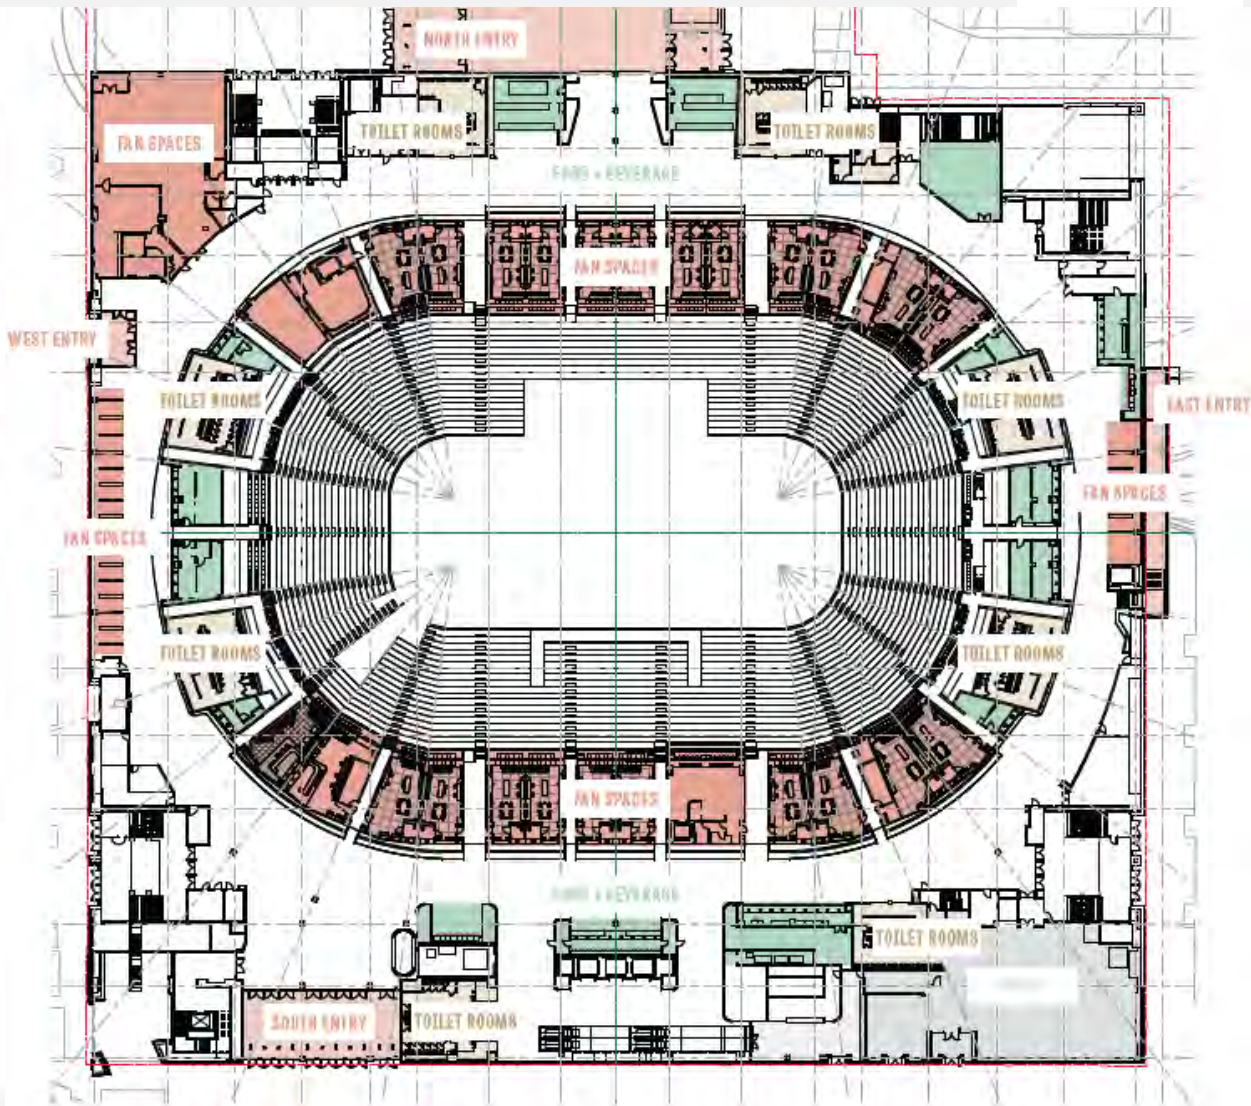 NORTH ENTRY
FAN SPACES
TOILET ROOMS
TOILET ROOMS
FOOD + BEVERAGE
FAN SPACES
WEST ENTRY
TOILET ROOMS
TOILET ROOMS
EAST ENTRY
FAN SPACES
FAN SPACES
TOILET ROOMS
TOILET ROOMS
FAN SPACES
FOOD + BEVERAGE
TOILET ROOMS
SOUTH ENTRY
TOILET ROOMS